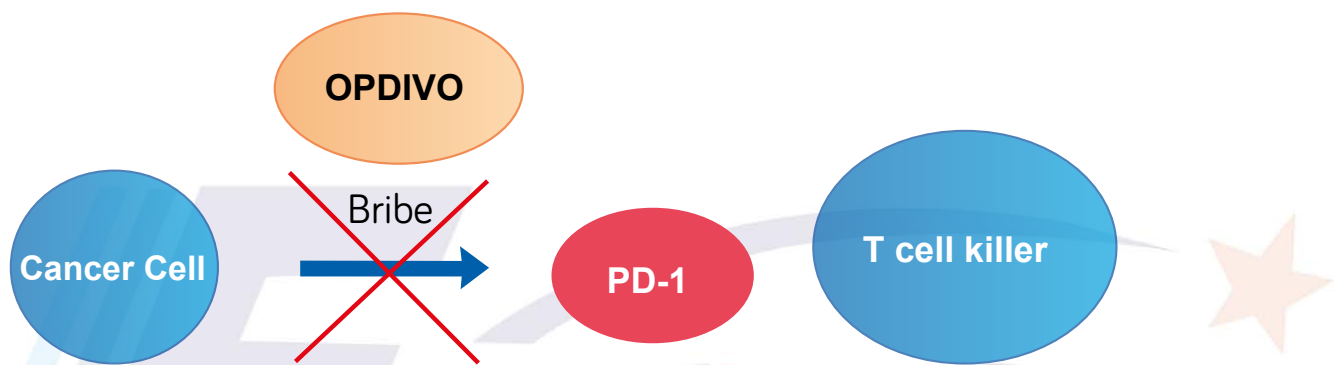 OPDIVO
Bribe
Cancer Cell
PD-1
T cell killer